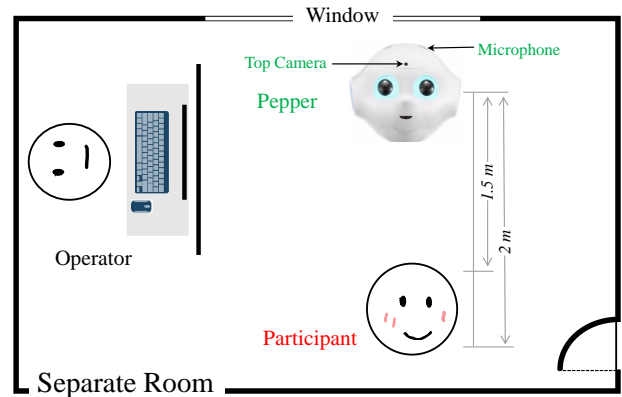 Window
Microphone
Top Camera
Pepper
1.5 m
2 m
Operator
Participant
Separate Room